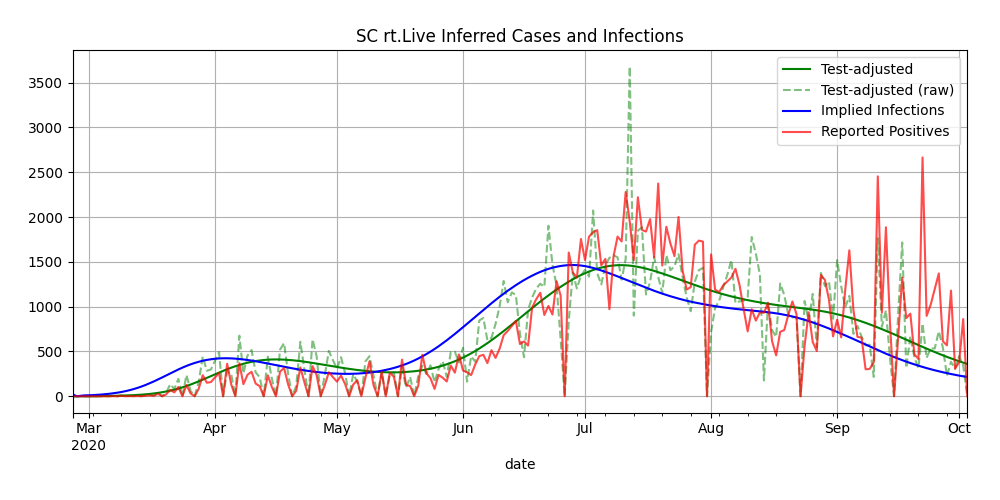 SC rt.Live Inferred Cases and Infections
Test-adjusted
Test-adjusted (raw)
Implied Infections
Reported Positives
3500
3000
2500
2000
1500
1000
500
0
Mar Apr May Jun Jul Aug Sep Oct
2020
date